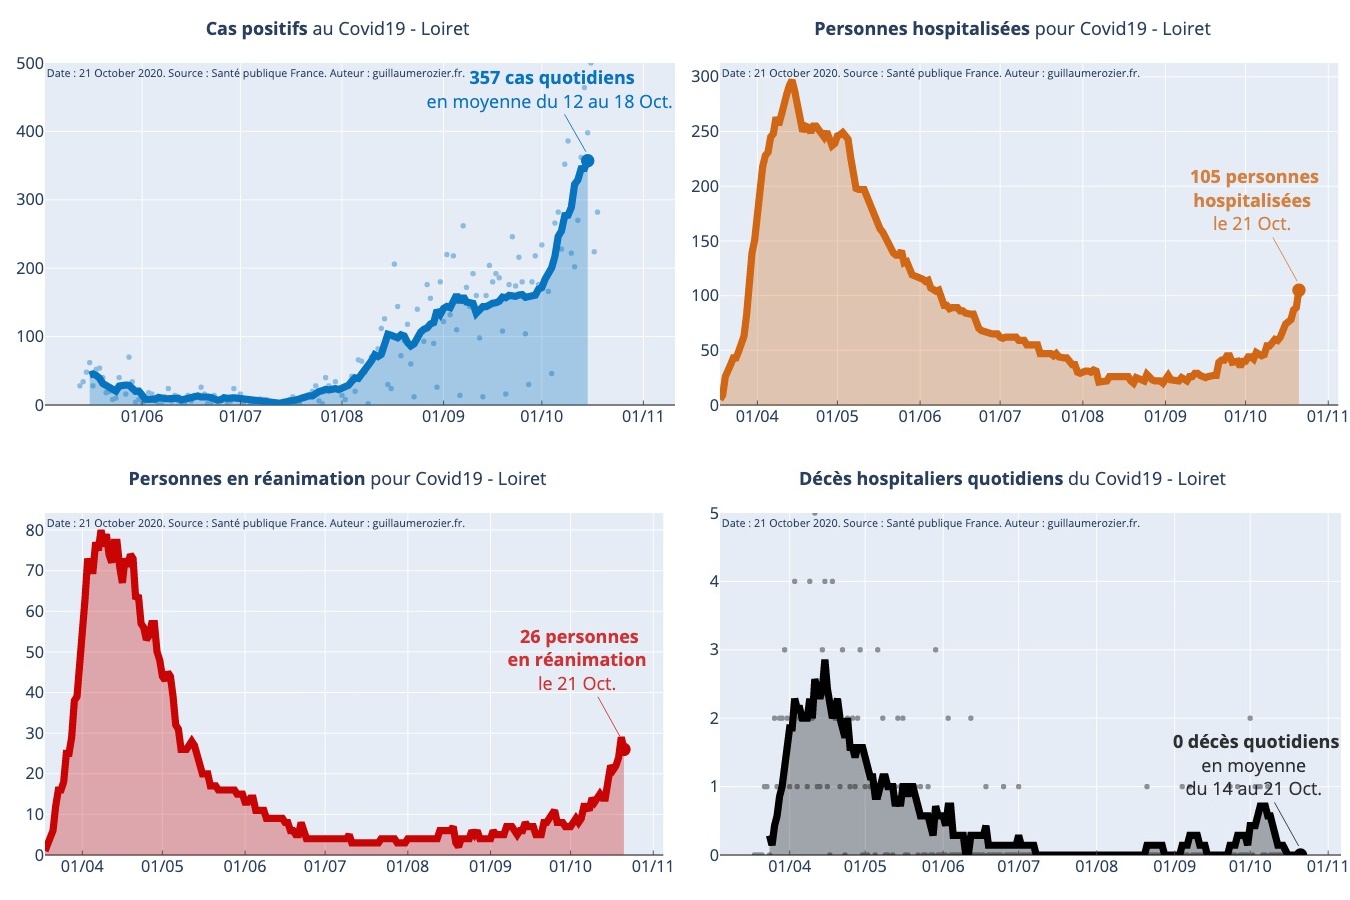 Cas positifs au Covid19 - Loiret
Date : 21 October 2020. Source : Santé publique France. Auteur : guillaumerozier.fr.
357 cas quotidiens
en moyenne du 12 au 18 Oct.
500
400
300
200
100
0
01/06 01/07 01/08 01/09 01/10 01/11
Personnes hospitalisées pour Covid19 - Loiret
Date : 21 October 2020. Source : Santé publique France. Auteur : guillaumerozier.fr.
105 personnes
hospitalisées
le 21 Oct.
300
250
200
150
100
50
0
01/04 01/05 01/06 01/07 01/08 01/09 01/10 01/11
Personnes en réanimation pour Covid19 - Loiret
Date : 21 October 2020. Source : Santé publique France. Auteur : guillaumerozier.fr.
26 personnes
en réanimation
le 21 Oct.
80
70
60
50
40
30
20
10
0
01/04 01/05 01/06 01/07 01/08 01/09 01/10 01/11
Décès hospitaliers quotidiens du Covid19 - Loiret
Date : 21 October 2020. Source : Santé publique France. Auteur : guillaumerozier.fr.
0 décès quotidiens
en moyenne
du 14 au 21 Oct.
5
4
3
2
1
0
01/04 01/05 01/06 01/07 01/08 01/09 01/10 01/11